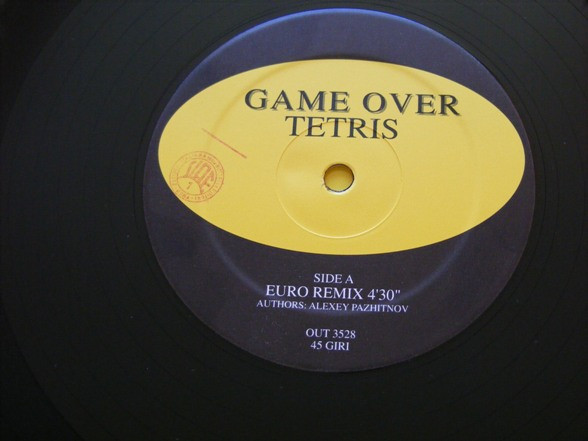 GAME OVER
TETRIS
SIDE A
EURO REMIX 4'30"
AUTHORS: ALEXEY PAZHITNOV
OUT 3528
45 GIRI